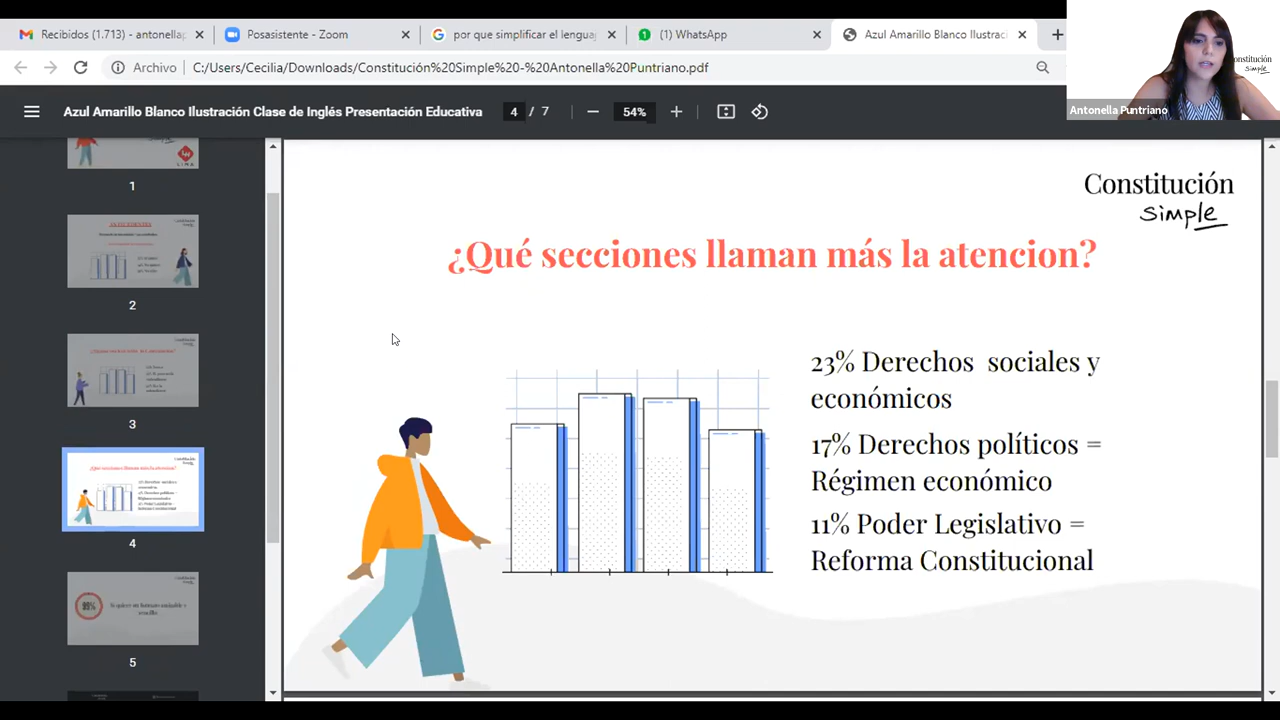 Recibidos (1.713) - antonellap
Posasistente - Zoom
por que simplificar el lenguaj
(1) WhatsApp
Azul Amarillo Blanco Ilustrac
Archivo
C:/Users/Cecilia/Downloads/Constitución%20Simple%20-%20Antonella%20Puntriano.pdf
Antonella Puntriano
Azul Amarillo Blanco Ilustración Clase de Inglés Presentación Educativa
4 / 7
54%
1
2
3
4
5
Constitución
simple
¿Qué secciones llaman más la atencion?
23% Derechos sociales y
económicos
17% Derechos políticos =
Régimen económico
11% Poder Legislativo =
Reforma Constitucional